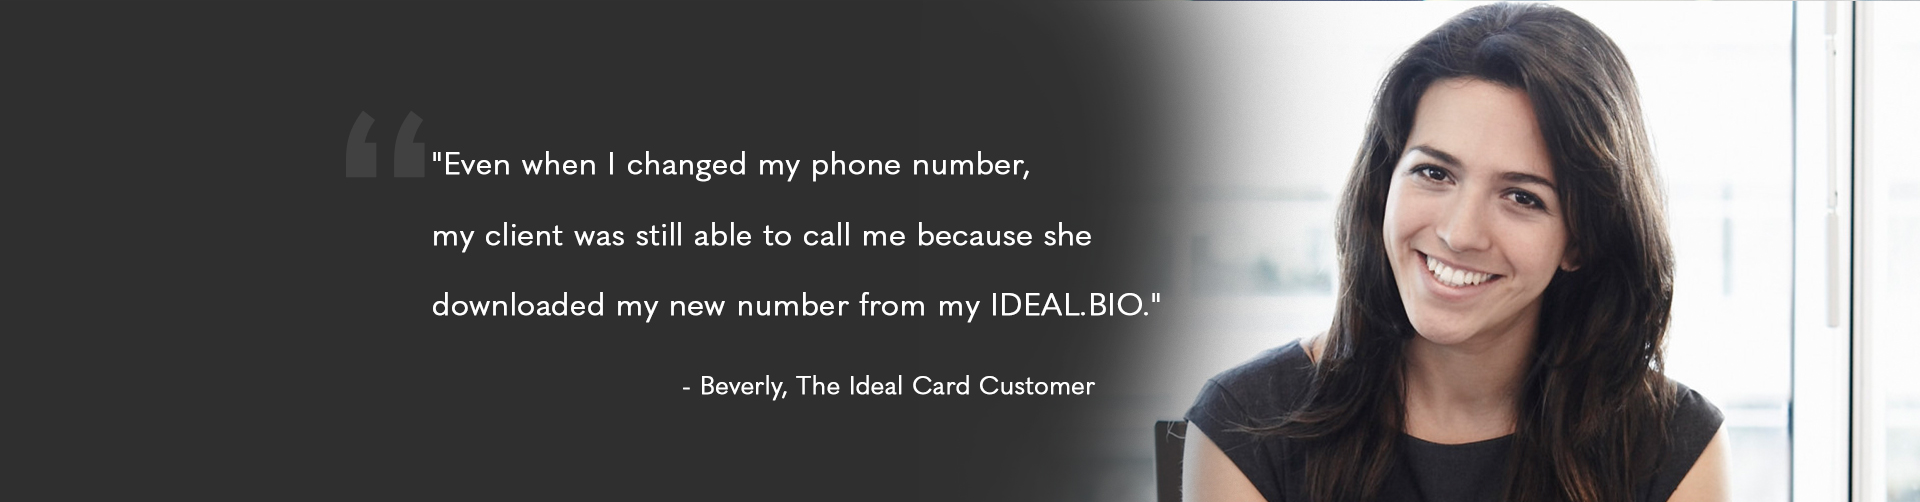 "Even when I changed my phone number,
my client was still able to call me because she
downloaded my new number from my IDEAL.BIO."
- Beverly, The Ideal Card Customer